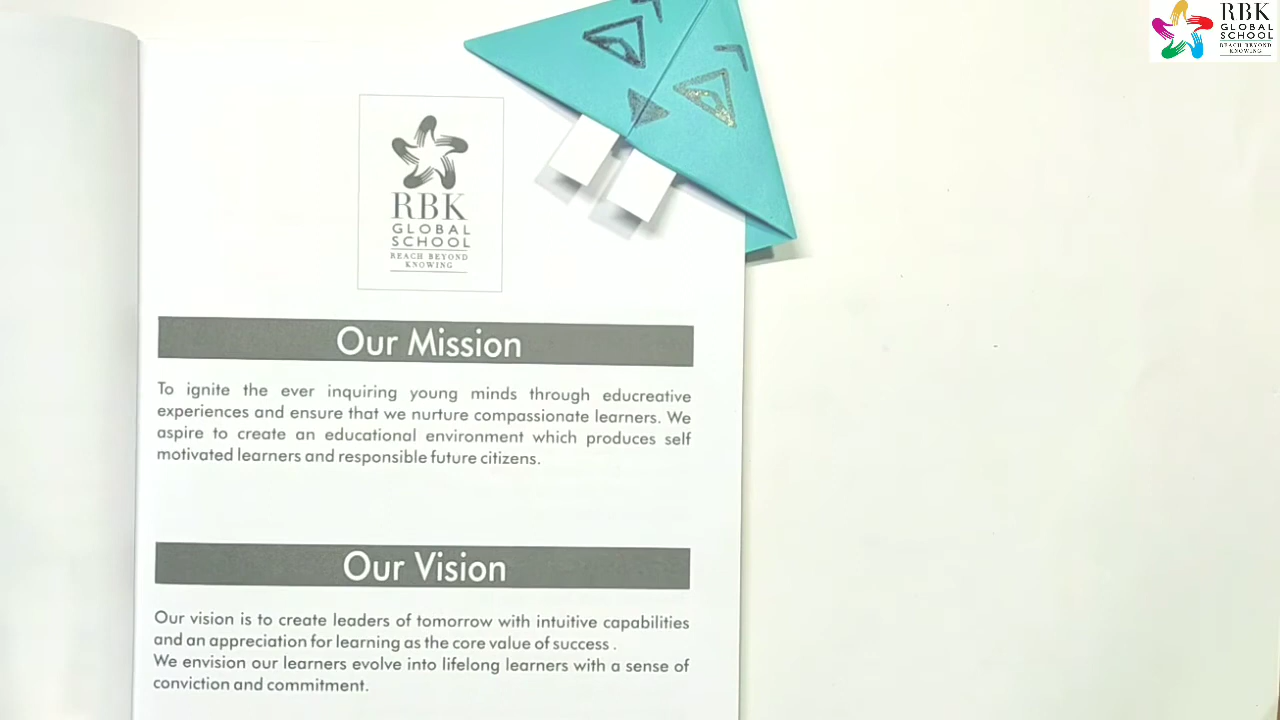 RBK
GLOBAL
SCHOOL
REACH BEYOND
KNOWING
RBK
GLOBAL
SCHOOL
REACH BEYOND
KNOWING
Our Mission
To ignite the ever inquiring young minds through educreative
experiences and ensure that we nurture compassionate learners. We
aspire to create an educational environment which produces self
motivated learners and responsible future citizens.
Our Vision
Our vision is to create leaders of tomorrow with intuitive capabilities
and an appreciation for learning as the core value of success .
We envision our learners evolve into lifelong learners with a sense of
conviction and commitment.